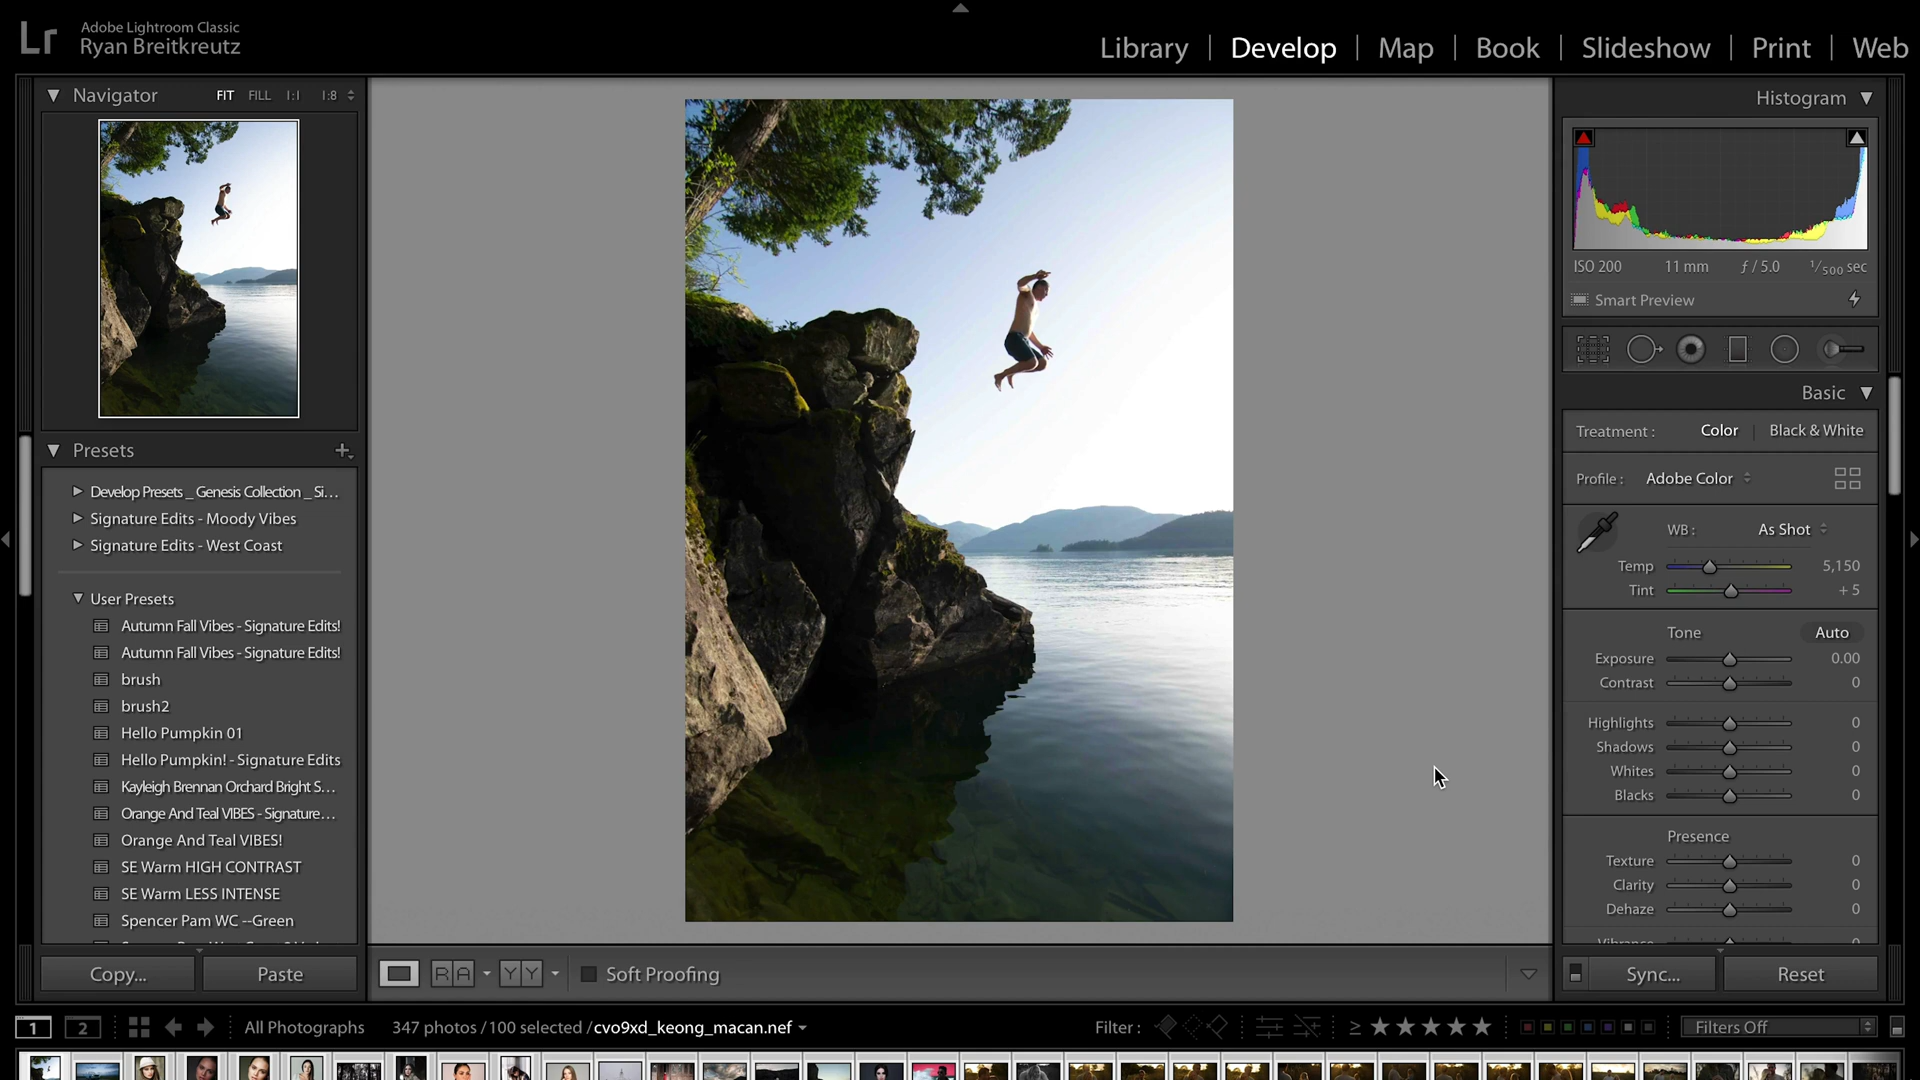 Lr
Adobe Lightroom Classic
Ryan Breitkreutz
Library | Develop | Map | Book | Slideshow | Print | Web
Navigator FIT FILL 1:1 1:8
Presets
Develop Presets _ Genesis Collection _ Si...
Signature Edits - Moody Vibes
Signature Edits - West Coast
User Presets
Autumn Fall Vibes - Signature Edits!
Autumn Fall Vibes - Signature Edits!
brush
brush2
Hello Pumpkin 01
Hello Pumpkin! - Signature Edits
Kayleigh Brennan Orchard Bright S...
Orange And Teal VIBES - Signature...
Orange And Teal VIBES!
SE Warm HIGH CONTRAST
SE Warm LESS INTENSE
Spencer Pam WC --Green
Copy... Paste
R A Y Y Soft Proofing
Histogram
ISO 200 11 mm ƒ / 5.0 1/500 sec
Smart Preview
Basic
Treatment : Color | Black & White
Profile : Adobe Color
WB : As Shot
Temp 5,150
Tint + 5
Tone Auto
Exposure 0.00
Contrast 0
Highlights 0
Shadows 0
Whites 0
Blacks 0
Presence
Texture 0
Clarity 0
Dehaze 0
Vibrance 0
Sync... Reset
1 2 All Photographs 347 photos / 100 selected / cvo9xd_keong_macan.nef Filter : ≥ ★★★★★ Filters Off